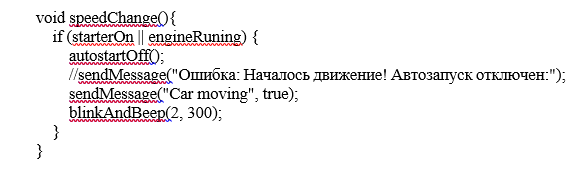 void speedChange(){
if (starterOn || engineRuning) {
autostartOff();
//sendMessage("Ошибка: Началось движение! Автозапуск отключен:");
sendMessage("Car moving", true);
blinkAndBeep(2, 300);
}
}